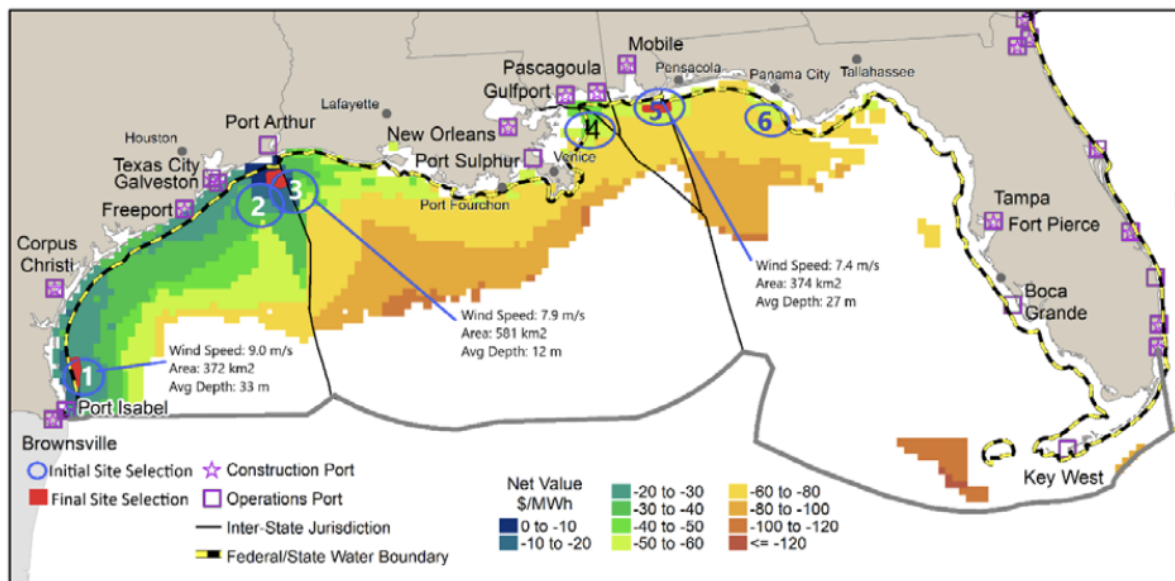 Mobile
Pensacola
Tallahassee
Pascagoula
Panama City
Gulfport
Lafayette
Port Arthur
Houston
New Orleans
5
6
4
Texas City
Port Sulphur
Venice
Galveston
2
3
Port Fourchon
Freeport
Tampa
Fort Pierce
Corpus
Christi
Wind Speed: 7.4 m/s
Area: 374 km2
Avg Depth: 27 m
Boca
Grande
Wind Speed: 7.9 m/s
Area: 581 km2
Avg Depth: 12 m
Wind Speed: 9.0 m/s
Area: 372 km2
Avg Depth: 33 m
1
Port Isabel
Brownsville
Key West
Initial Site Selection
Construction Port
Final Site Selection
Operations Port
Inter-State Jurisdiction
Federal/State Water Boundary
Net Value
$/MWh
0 to -10
-10 to -20
-20 to -30
-30 to -40
-40 to -50
-50 to -60
-60 to -80
-80 to -100
-100 to -120
<= -120